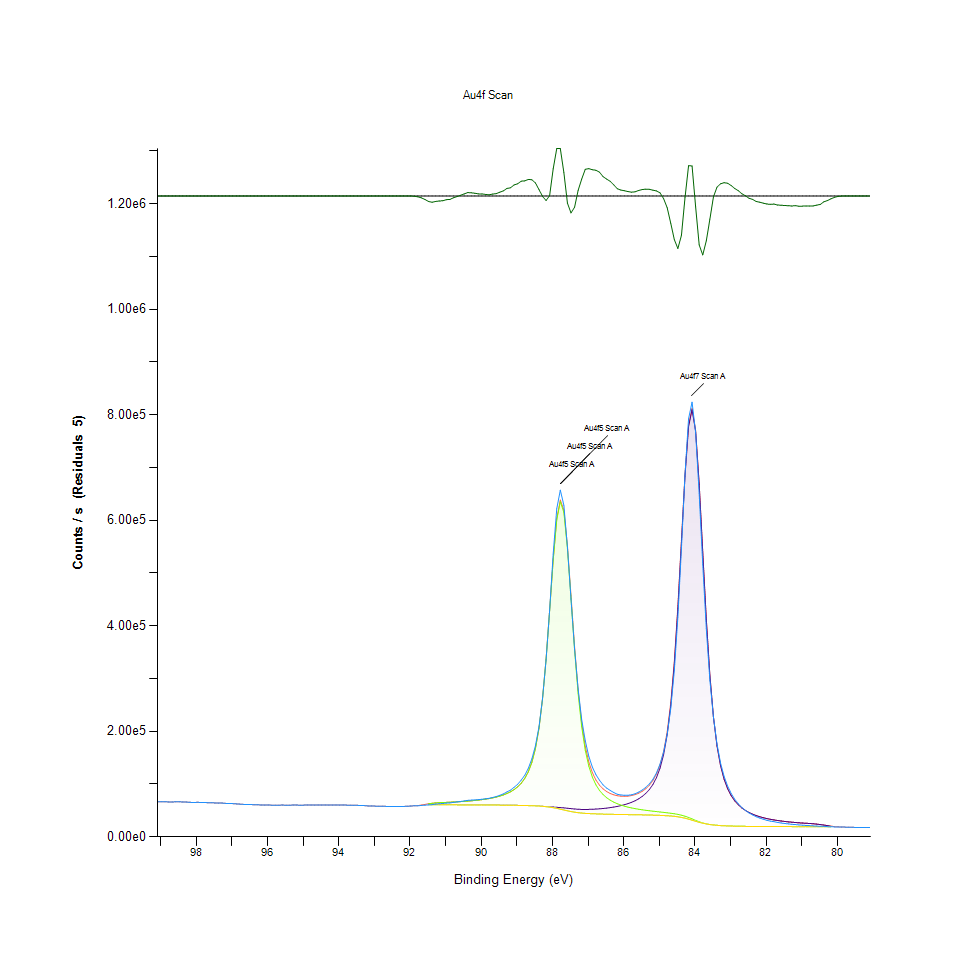 Au4f Scan
1.20e6
1.00e6
8.00e5
6.00e5
4.00e5
2.00e5
0.00e0
Counts / s (Residuals 5)
Au4f7 Scan A
Au4f5 Scan A
Au4f5 Scan A
Au4f5 Scan A
98 96 94 92 90 88 86 84 82 80
Binding Energy (eV)